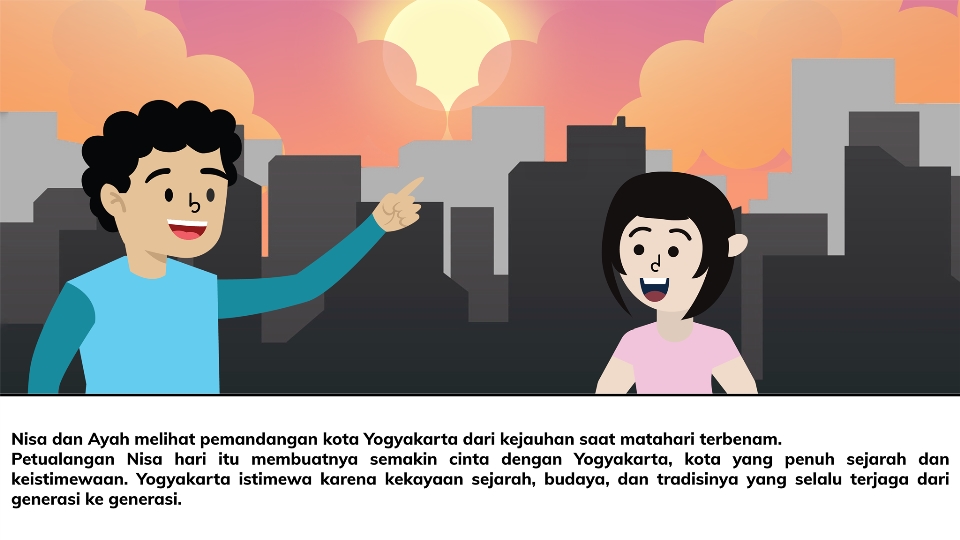 Nisa dan Ayah melihat pemandangan kota Yogyakarta dari kejauhan saat matahari terbenam.
Petualangan Nisa hari itu membuatnya semakin cinta dengan Yogyakarta, kota yang penuh sejarah dan
keistimewaan. Yogyakarta istimewa karena kekayaan sejarah, budaya, dan tradisinya yang selalu terjaga dari
generasi ke generasi.